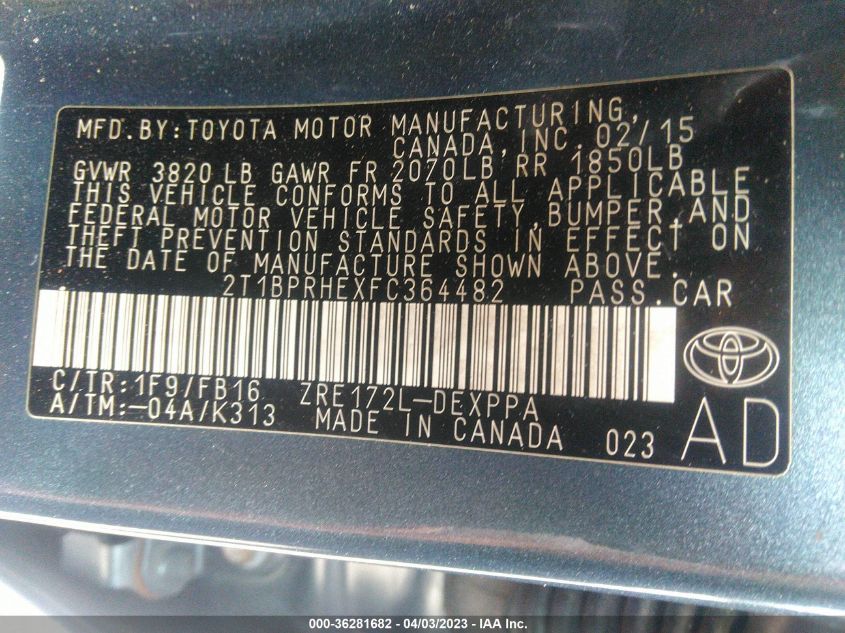 MFD.BY:TOYOTA MOTOR MANUFACTURING,
CANADA,INC.02/15
GVWR 3820 LB GAWR FR 2070LB RR 1850LB
THIS VEHICLE CONFORMS TO ALL APPLICABLE
FEDERAL MOTOR VEHICLE SAFETY,BUMPER,AND
THEFT PREVENTION STANDARDS IN EFFECT ON
THE DATE OF MANUFACTURE SHOWN ABOVE.
2T1BPRHEXFC364482 PASS.CAR
C/TR:1F9/FB16 ZRE172L-DEXPPA
A/TM:-04A/K313 MADE IN CANADA 023
AD
000-36281682 - 04/03/2023 - IAA Inc.